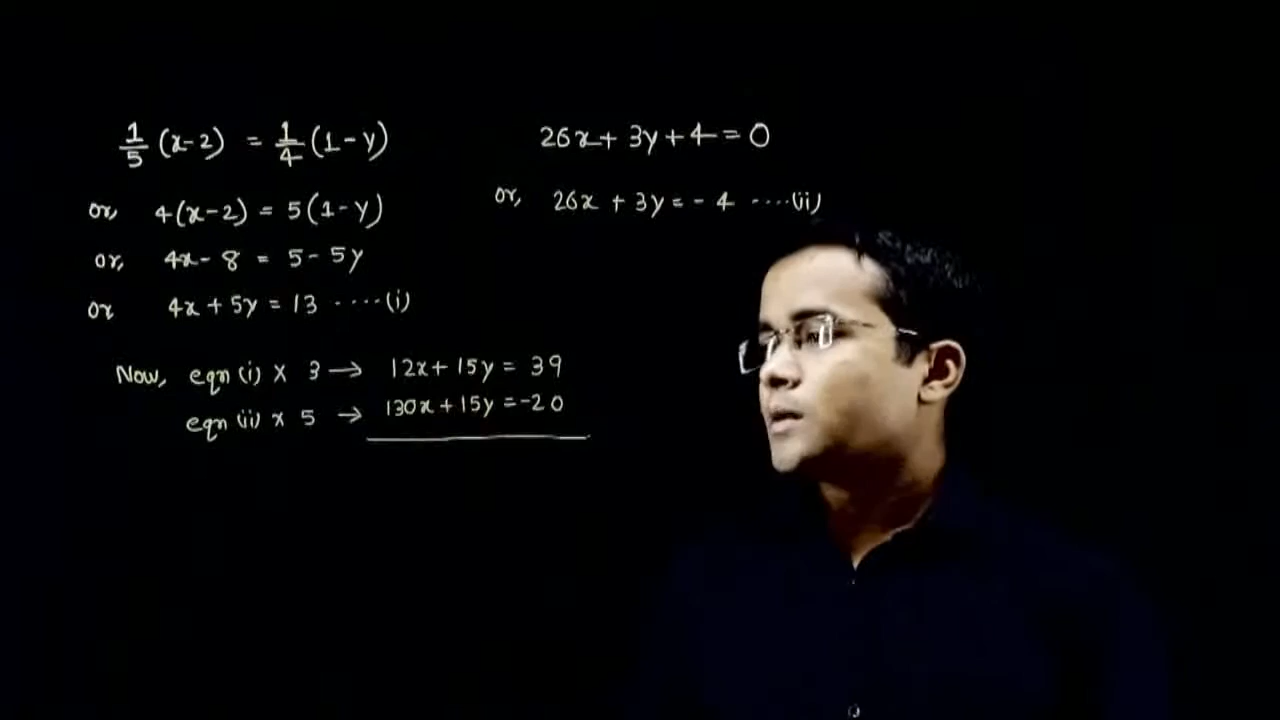 1/5 (x-2) = 1/4 (1-y)
or, 4(x-2) = 5(1-y)
or, 4x - 8 = 5 - 5y
or 4x + 5y = 13 ....(i)
26x + 3y + 4 = 0
or, 26x + 3y = - 4 ....(ii)
Now, eqn (i) x 3 → 12x + 15y = 39
eqn (ii) x 5 → 130x + 15y = -20